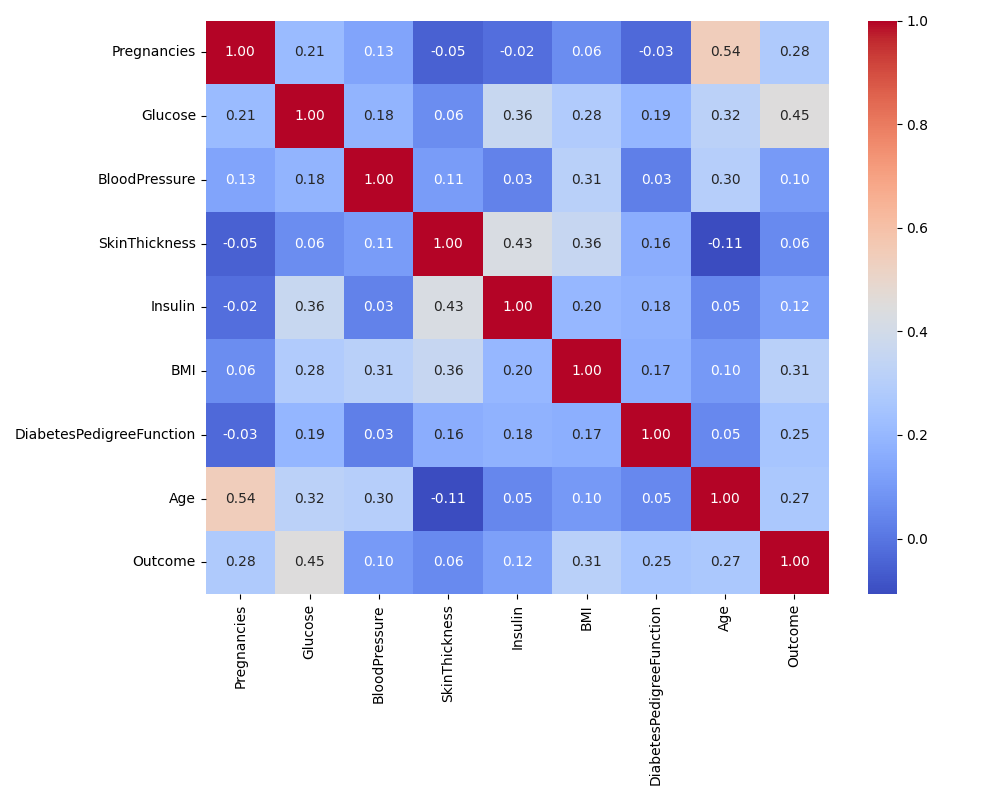 Pregnancies 1.00 0.21 0.13 -0.05 -0.02 0.06 -0.03 0.54 0.28
Glucose 0.21 1.00 0.18 0.06 0.36 0.28 0.19 0.32 0.45
BloodPressure 0.13 0.18 1.00 0.11 0.03 0.31 0.03 0.30 0.10
SkinThickness -0.05 0.06 0.11 1.00 0.43 0.36 0.16 -0.11 0.06
Insulin -0.02 0.36 0.03 0.43 1.00 0.20 0.18 0.05 0.12
BMI 0.06 0.28 0.31 0.36 0.20 1.00 0.17 0.10 0.31
DiabetesPedigreeFunction -0.03 0.19 0.03 0.16 0.18 0.17 1.00 0.05 0.25
Age 0.54 0.32 0.30 -0.11 0.05 0.10 0.05 1.00 0.27
Outcome 0.28 0.45 0.10 0.06 0.12 0.31 0.25 0.27 1.00
Pregnancies
Glucose
BloodPressure
SkinThickness
Insulin
BMI
DiabetesPedigreeFunction
Age
Outcome
1.0
0.8
0.6
0.4
0.2
0.0